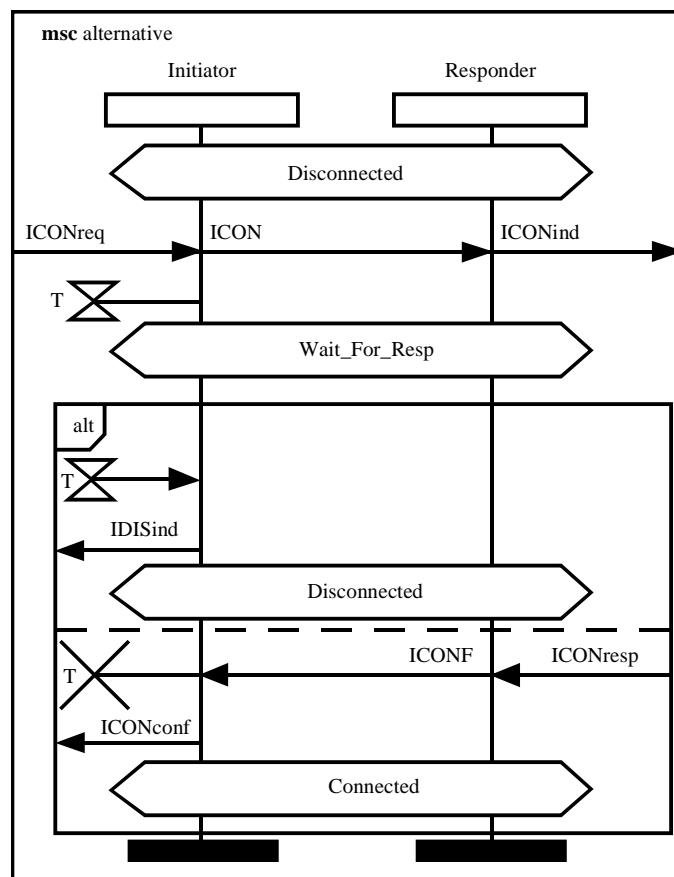 msc alternative
Initiator Responder
Disconnected
ICONreq ICON ICONind
T
Wait_For_Resp
alt
T
IDISind
Disconnected
ICONF ICONresp
T
ICONconf
Connected